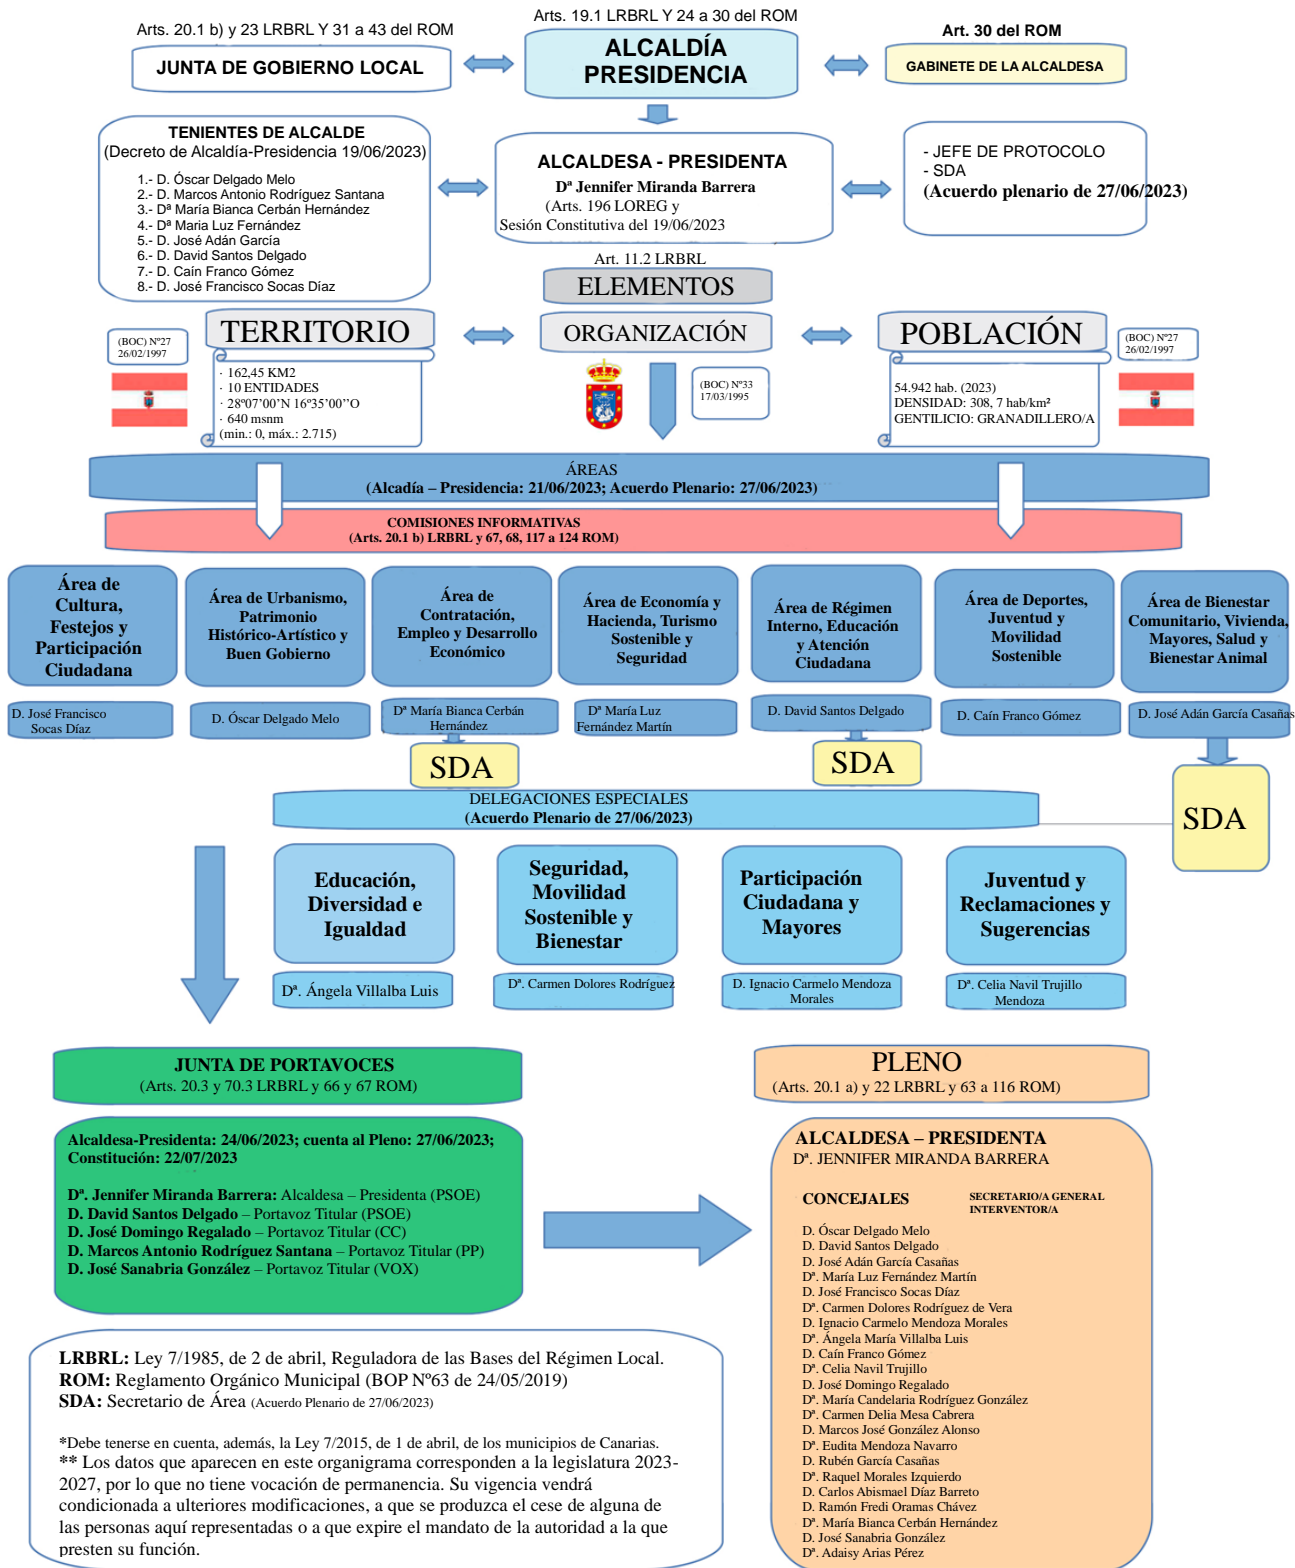 Arts. 20.1 b) y 23 LRBRL Y 31 a 43 del ROM
JUNTA DE GOBIERNO LOCAL
Arts. 19.1 LRBRL Y 24 a 30 del ROM
ALCALDÍA
PRESIDENCIA
Art. 30 del ROM
GABINETE DE LA ALCALDESA
TENIENTES DE ALCALDE
(Decreto de Alcaldía-Presidencia 19/06/2023)
1.- D. Óscar Delgado Melo
2.- D. Marcos Antonio Rodríguez Santana
3.- Dª María Bianca Cerbán Hernández
4.- Dª Maria Luz Fernández
5.- D. José Adán García
6.- D. David Santos Delgado
7.- D. Caín Franco Gómez
8.- D. José Francisco Socas Díaz
ALCALDESA - PRESIDENTA
Dª Jennifer Miranda Barrera
(Arts. 196 LOREG y
Sesión Constitutiva del 19/06/2023
- JEFE DE PROTOCOLO
- SDA
(Acuerdo plenario de 27/06/2023)
Art. 11.2 LRBRL
ELEMENTOS
TERRITORIO
ORGANIZACIÓN
POBLACIÓN
(BOC) Nº27
26/02/1997
· 162,45 KM2
· 10 ENTIDADES
· 28º07'00’’N 16º35'00’’O
· 640 msnm
(min.: 0, máx.: 2.715)
(BOC) Nº33
17/03/1995
54.942 hab. (2023)
DENSIDAD: 308, 7 hab/km²
GENTILICIO: GRANADILLERO/A
(BOC) Nº27
26/02/1997
ÁREAS
(Alcadía – Presidencia: 21/06/2023; Acuerdo Plenario: 27/06/2023)
COMISIONES INFORMATIVAS
(Arts. 20.1 b) LRBRL y 67, 68, 117 a 124 ROM)
Área de
Cultura,
Festejos y
Participación
Ciudadana
D. José Francisco
Socas Díaz
Área de Urbanismo,
Patrimonio
Histórico-Artístico y
Buen Gobierno
D. Óscar Delgado Melo
Área de
Contratación,
Empleo y Desarrollo
Económico
Dª María Bianca Cerbán
Hernández
Área de Economía y
Hacienda, Turismo
Sostenible y
Seguridad
Dª María Luz
Fernández Martín
Área de Régimen
Interno, Educación
y Atención
Ciudadana
D. David Santos Delgado
Área de Deportes,
Juventud y
Movilidad
Sostenible
D. Caín Franco Gómez
Área de Bienestar
Comunitario, Vivienda,
Mayores, Salud y
Bienestar Animal
D. José Adán García Casañas
SDA
SDA
SDA
DELEGACIONES ESPECIALES
(Acuerdo Plenario de 27/06/2023)
Educación,
Diversidad e
Igualdad
Dª. Ángela Villalba Luis
Seguridad,
Movilidad
Sostenible y
Bienestar
Dª. Carmen Dolores Rodríguez
Participación
Ciudadana y
Mayores
D. Ignacio Carmelo Mendoza
Morales
Juventud y
Reclamaciones y
Sugerencias
Dª. Celia Navil Trujillo
Mendoza
JUNTA DE PORTAVOCES
(Arts. 20.3 y 70.3 LRBRL y 66 y 67 ROM)
Alcaldesa-Presidenta: 24/06/2023; cuenta al Pleno: 27/06/2023;
Constitución: 22/07/2023
Dª. Jennifer Miranda Barrera: Alcaldesa – Presidenta (PSOE)
D. David Santos Delgado – Portavoz Titular (PSOE)
D. José Domingo Regalado – Portavoz Titular (CC)
D. Marcos Antonio Rodríguez Santana – Portavoz Titular (PP)
D. José Sanabria González – Portavoz Titular (VOX)
PLENO
(Arts. 20.1 a) y 22 LRBRL y 63 a 116 ROM)
ALCALDESA – PRESIDENTA
Dª. JENNIFER MIRANDA BARRERA
CONCEJALES
SECRETARIO/A GENERAL
INTERVENTOR/A
D. Óscar Delgado Melo
D. David Santos Delgado
D. José Adán García Casañas
Dª. María Luz Fernández Martín
D. José Francisco Socas Díaz
Dª. Carmen Dolores Rodríguez de Vera
D. Ignacio Carmelo Mendoza Morales
Dª. Ángela María Villalba Luis
D. Caín Franco Gómez
Dª. Celia Navil Trujillo
D. José Domingo Regalado
Dª. María Candelaria Rodríguez González
Dª. Carmen Delia Mesa Cabrera
D. Marcos José González Alonso
Dª. Eudita Mendoza Navarro
D. Rubén García Casañas
Dª. Raquel Morales Izquierdo
D. Carlos Abismael Díaz Barreto
D. Ramón Fredi Oramas Chávez
Dª. María Bianca Cerbán Hernández
D. José Sanabria González
Dª. Adaisy Arias Pérez
LRBRL: Ley 7/1985, de 2 de abril, Reguladora de las Bases del Régimen Local.
ROM: Reglamento Orgánico Municipal (BOP Nº63 de 24/05/2019)
SDA: Secretario de Área (Acuerdo Plenario de 27/06/2023)
*Debe tenerse en cuenta, además, la Ley 7/2015, de 1 de abril, de los municipios de Canarias.
** Los datos que aparecen en este organigrama corresponden a la legislatura 2023-
2027, por lo que no tiene vocación de permanencia. Su vigencia vendrá
condicionada a ulteriores modificaciones, a que se produzca el cese de alguna de
las personas aquí representadas o a que expire el mandato de la autoridad a la que
presten su función.